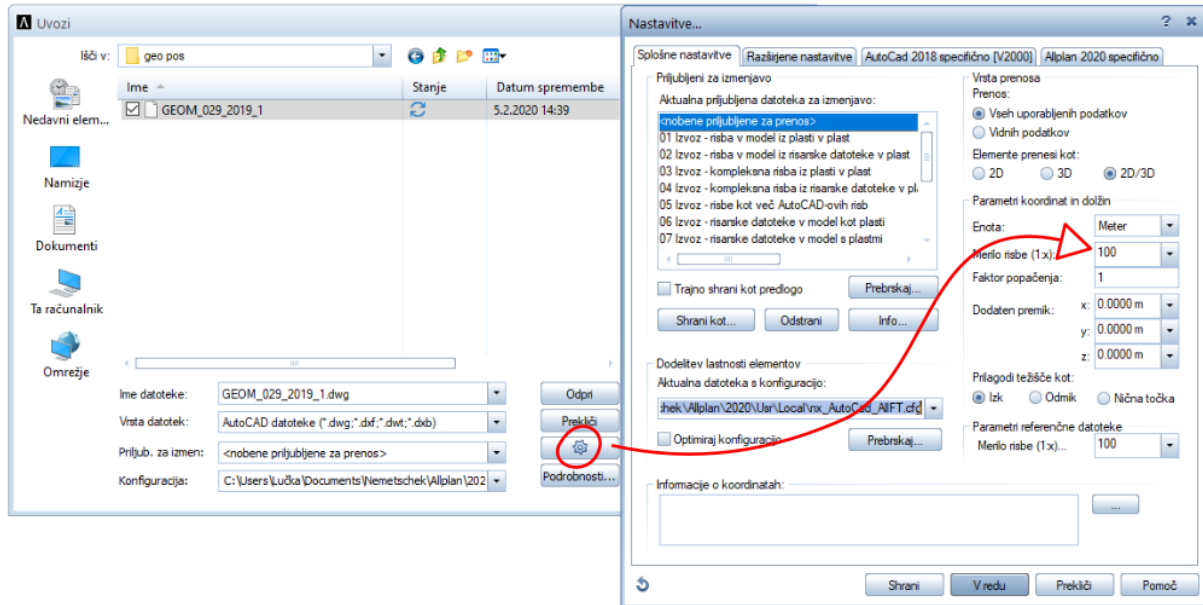 Uvozi
Išči v: geo pos
Ime Stanje Datum spremembe
GEOM_029_2019_1 5.2.2020 14:39
Nedavni elem...
Namizje
Dokumenti
Ta računalnik
Omrežje
Ime datoteke: GEOM_029_2019_1.dwg Odpri
Vrsta datotek: AutoCAD datoteke (*.dwg;*.dxf;*.dwt;*.dxb) Prekliči
Priljub. za izmen: <nobene priljubljene za prenos>
Konfiguracija: C:\Users\Lučka\Documents\Nemetschek\Allplan\202 Podrobnosti...
Nastavitve...
Splošne nastavitve Razširjene nastavitve AutoCad 2018 specifično [V2000] Allplan 2020 specifično
Priljubljeni za izmenjavo
Aktualna priljubljena datoteka za izmenjavo:
<nobene priljubljene za prenos>
01 Izvoz - risba v model iz plasti v plast
02 Izvoz - risba v model iz risarske datoteke v plast
03 Izvoz - kompleksna risba iz plasti v plast
04 Izvoz - kompleksna risba iz risarske datoteke v pla
05 Izvoz - risbe kot več AutoCAD-ovih risb
06 Izvoz - risarske datoteke v model kot plasti
07 Izvoz - risarske datoteke v model s plastmi
Trajno shrani kot predlogo Prebrskaj...
Shrani kot... Odstrani Info...
Dodelitev lastnosti elementov
Aktualna datoteka s konfiguracijo:
:hek\Allplan\2020\Usr\Local\nx_AutoCad_AllFT.cfg
Optimiraj konfiguracijo Prebrskaj...
Vrsta prenosa
Prenos:
Vseh uporabljenih podatkov
Vidnih podatkov
Elemente prenesi kot:
2D 3D 2D/3D
Parametri koordinat in dolžin
Enota: Meter
Merilo risbe (1:x): 100
Faktor popačenja: 1
Dodaten premik: x: 0.0000 m
y: 0.0000 m
z: 0.0000 m
Prilagodi težišče kot:
Izk Odmik Nična točka
Parametri referenčne datoteke
Merilo risbe (1:x)... 100
Informacije o koordinatah:
...
Shrani V redu Prekliči Pomoč